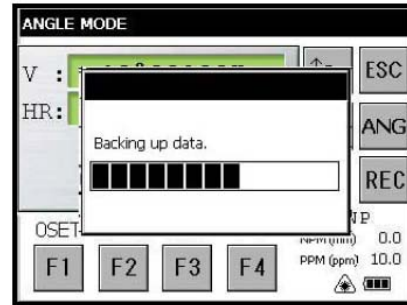 ANGLE MODE
V :
ESC
HR:
ANG
Backing up data.
REC
OSET
NPM (mm) 0.0
F1 F2 F3 F4
PPM (ppm) 10.0